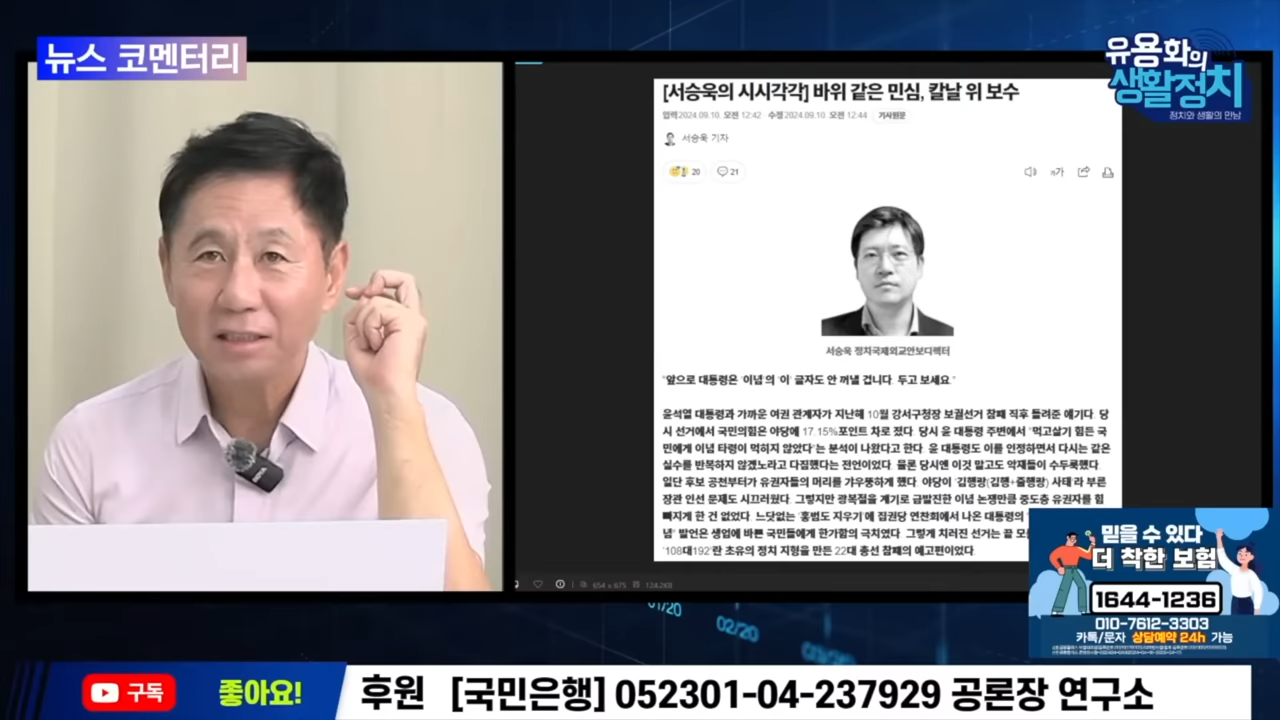 뉴스 코멘터리
유용화의
생활정치
정치와 생활의 만남
[서승욱의 시시각각] 바위 같은 민심, 칼날 위 보수
입력 2024.09.10. 오전 12:42 수정 2024.09.10. 오전 12:44 기사원문
서승욱 기자
20 21
가
서승욱 정치국제외교안보디렉터
"앞으로 대통령은 '이념'의 '이' 글자도 안 꺼낼 겁니다. 두고 보세요."
윤석열 대통령과 가까운 여권 관계자가 지난해 10월 강서구청장 보궐선거 참패 직후 들려준 얘기다. 당
시 선거에서 국민의힘은 야당에 17.15%포인트 차로 졌다. 당시 윤 대통령 주변에서 "먹고살기 힘든 국
민에게 이념 타령이 먹히지 않았다"는 분석이 나왔다고 한다. 윤 대통령도 이를 인정하면서 다시는 같은
실수를 반복하지 않겠노라고 다짐했다는 전언이었다. 물론 당시엔 이것 말고도 악재들이 수두룩했다.
일단 후보 공천부터가 유권자들의 머리를 갸우뚱하게 했다. 야당이 '김행랑(김행+줄행랑) 사태'라 부른
장관 인선 문제도 시끄러웠다. 그렇지만 광복절을 계기로 급발진한 이념 논쟁만큼 중도층 유권자를 힘
빠지게 한 건 없었다. 느닷없는 '홍범도 지우기'에 집권당 연찬회에서 나온 대통령의
념' 발언은 생업에 바쁜 국민들에게 한가함의 극치였다. 그렇게 치러진 선거는 끝
'108대192'란 초유의 정치 지형을 만든 22대 총선 참패의 예고편이었다.
654 x 675 124.2KB
믿을 수 있다
더 착한 보험
1644-1236
010-7612-3303
카톡/문자 상담예약 24h 가능
01/20
02/20
구독
좋아요!
후원 [국민은행] 052301-04-237929 공론장 연구소